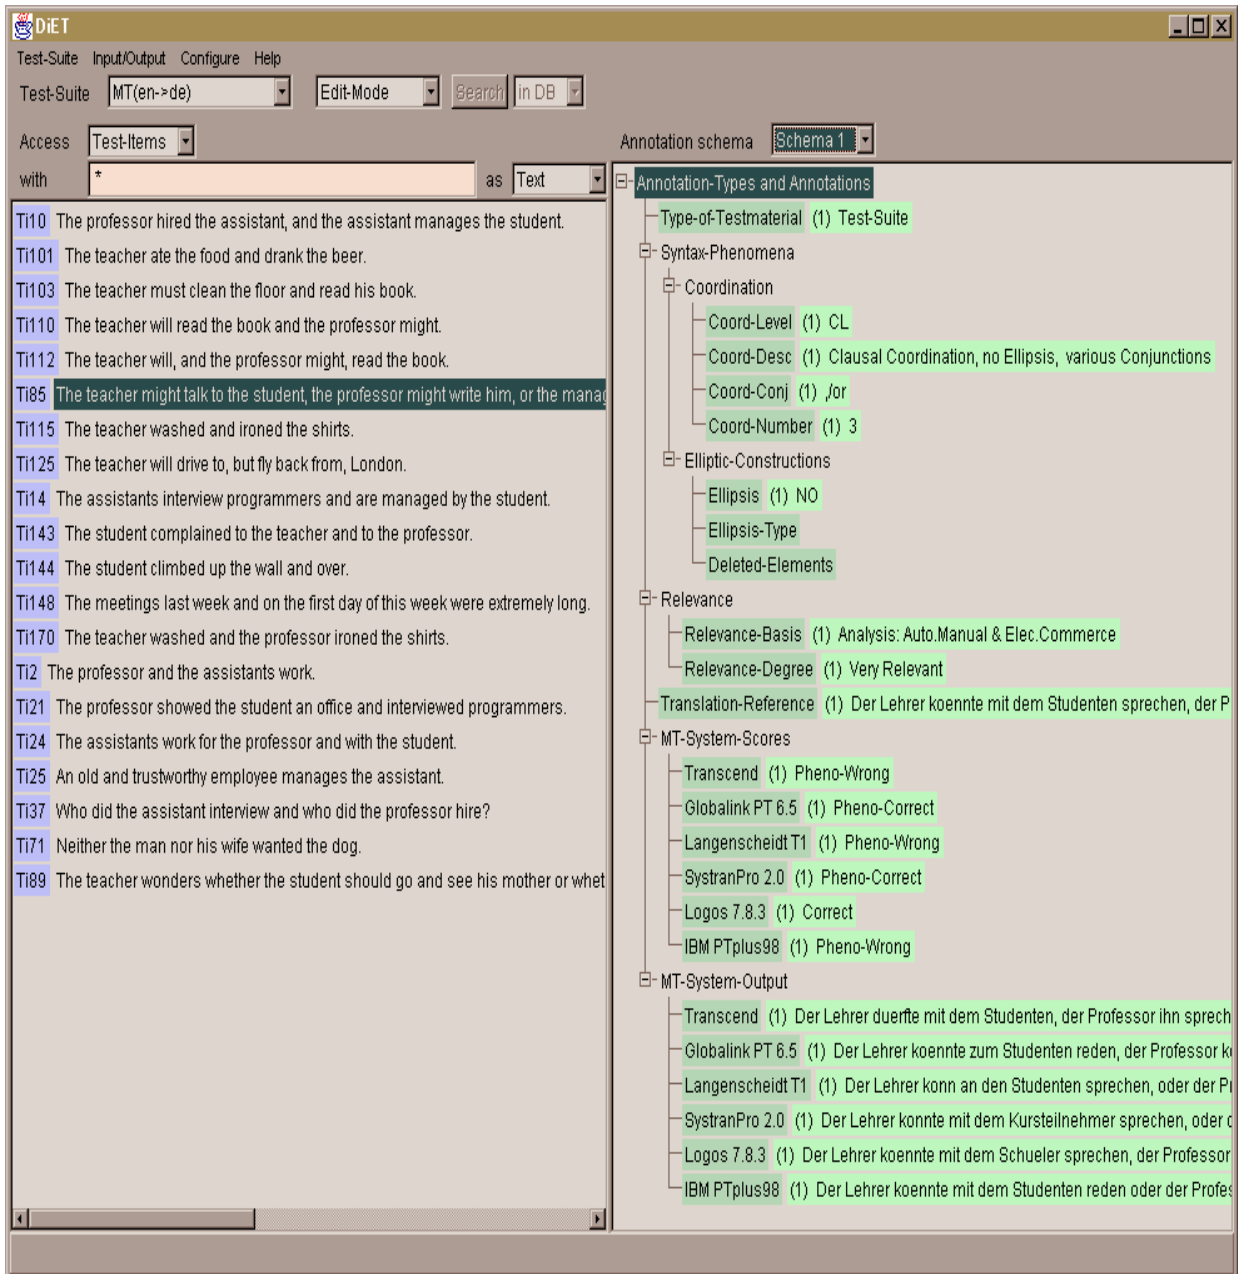 DiET
Test-Suite Input/Output Configure Help
Test-Suite MT(en->de) Edit-Mode Search in DB
Access Test-Items
Annotation schema Schema 1
with * as Text
Ti10 The professor hired the assistant, and the assistant manages the student.
Ti101 The teacher ate the food and drank the beer.
Ti103 The teacher must clean the floor and read his book.
Ti110 The teacher will read the book and the professor might.
Ti112 The teacher will, and the professor might, read the book.
Ti85 The teacher might talk to the student, the professor might write him, or the manag
Ti115 The teacher washed and ironed the shirts.
Ti125 The teacher will drive to, but fly back from, London.
Ti14 The assistants interview programmers and are managed by the student.
Ti143 The student complained to the teacher and to the professor.
Ti144 The student climbed up the wall and over.
Ti148 The meetings last week and on the first day of this week were extremely long.
Ti170 The teacher washed and the professor ironed the shirts.
Ti2 The professor and the assistants work.
Ti21 The professor showed the student an office and interviewed programmers.
Ti24 The assistants work for the professor and with the student.
Ti25 An old and trustworthy employee manages the assistant.
Ti37 Who did the assistant interview and who did the professor hire?
Ti71 Neither the man nor his wife wanted the dog.
Ti89 The teacher wonders whether the student should go and see his mother or whet
Annotation-Types and Annotations
Type-of-Testmaterial (1) Test-Suite
Syntax-Phenomena
Coordination
Coord-Level (1) CL
Coord-Desc (1) Clausal Coordination, no Ellipsis, various Conjunctions
Coord-Conj (1) ,/or
Coord-Number (1) 3
Elliptic-Constructions
Ellipsis (1) NO
Ellipsis-Type
Deleted-Elements
Relevance
Relevance-Basis (1) Analysis: Auto.Manual & Elec.Commerce
Relevance-Degree (1) Very Relevant
Translation-Reference (1) Der Lehrer koennte mit dem Studenten sprechen, der P
MT-System-Scores
Transcend (1) Pheno-Wrong
Globalink PT 6.5 (1) Pheno-Correct
Langenscheidt T1 (1) Pheno-Wrong
SystranPro 2.0 (1) Pheno-Correct
Logos 7.8.3 (1) Correct
IBM PTplus98 (1) Pheno-Wrong
MT-System-Output
Transcend (1) Der Lehrer duerfte mit dem Studenten, der Professor ihn sprech
Globalink PT 6.5 (1) Der Lehrer koennte zum Studenten reden, der Professor k
Langenscheidt T1 (1) Der Lehrer konn an den Studenten sprechen, oder der P
SystranPro 2.0 (1) Der Lehrer konnte mit dem Kursteilnehmer sprechen, oder
Logos 7.8.3 (1) Der Lehrer koennte mit dem Schueler sprechen, der Professor
IBM PTplus98 (1) Der Lehrer koennte mit dem Studenten reden oder der Profes